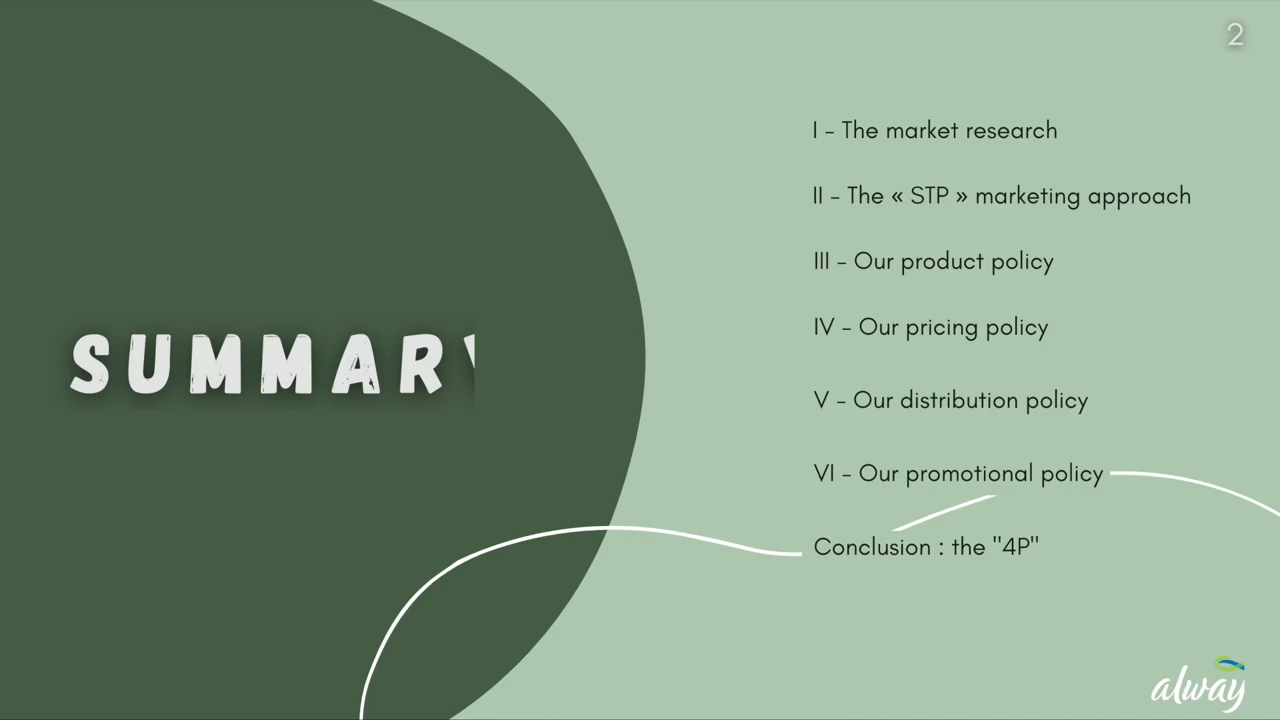 2
SUMMARY
I - The market research
II - The « STP » marketing approach
III - Our product policy
IV - Our pricing policy
V - Our distribution policy
VI - Our promotional policy
Conclusion : the "4P"
alway